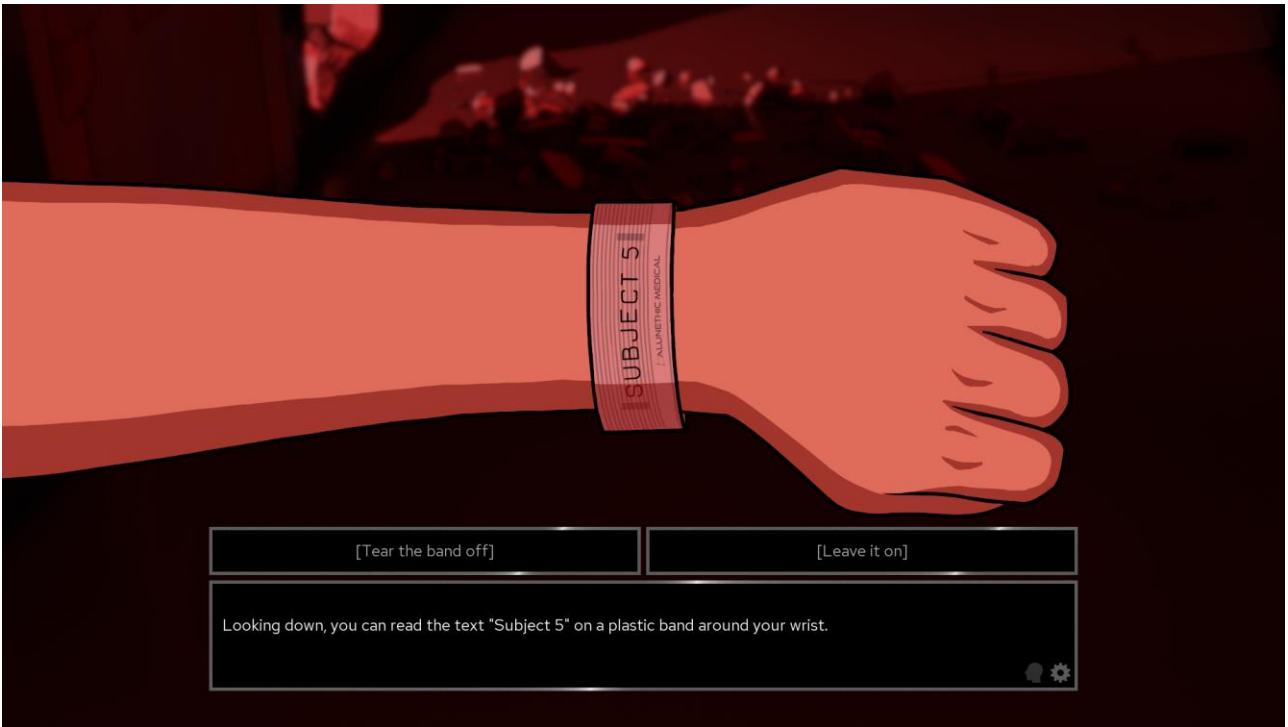 SUBJECT 5
ALUNETHIC MEDICAL
[Tear the band off]
[Leave it on]
Looking down, you can read the text "Subject 5" on a plastic band around your wrist.